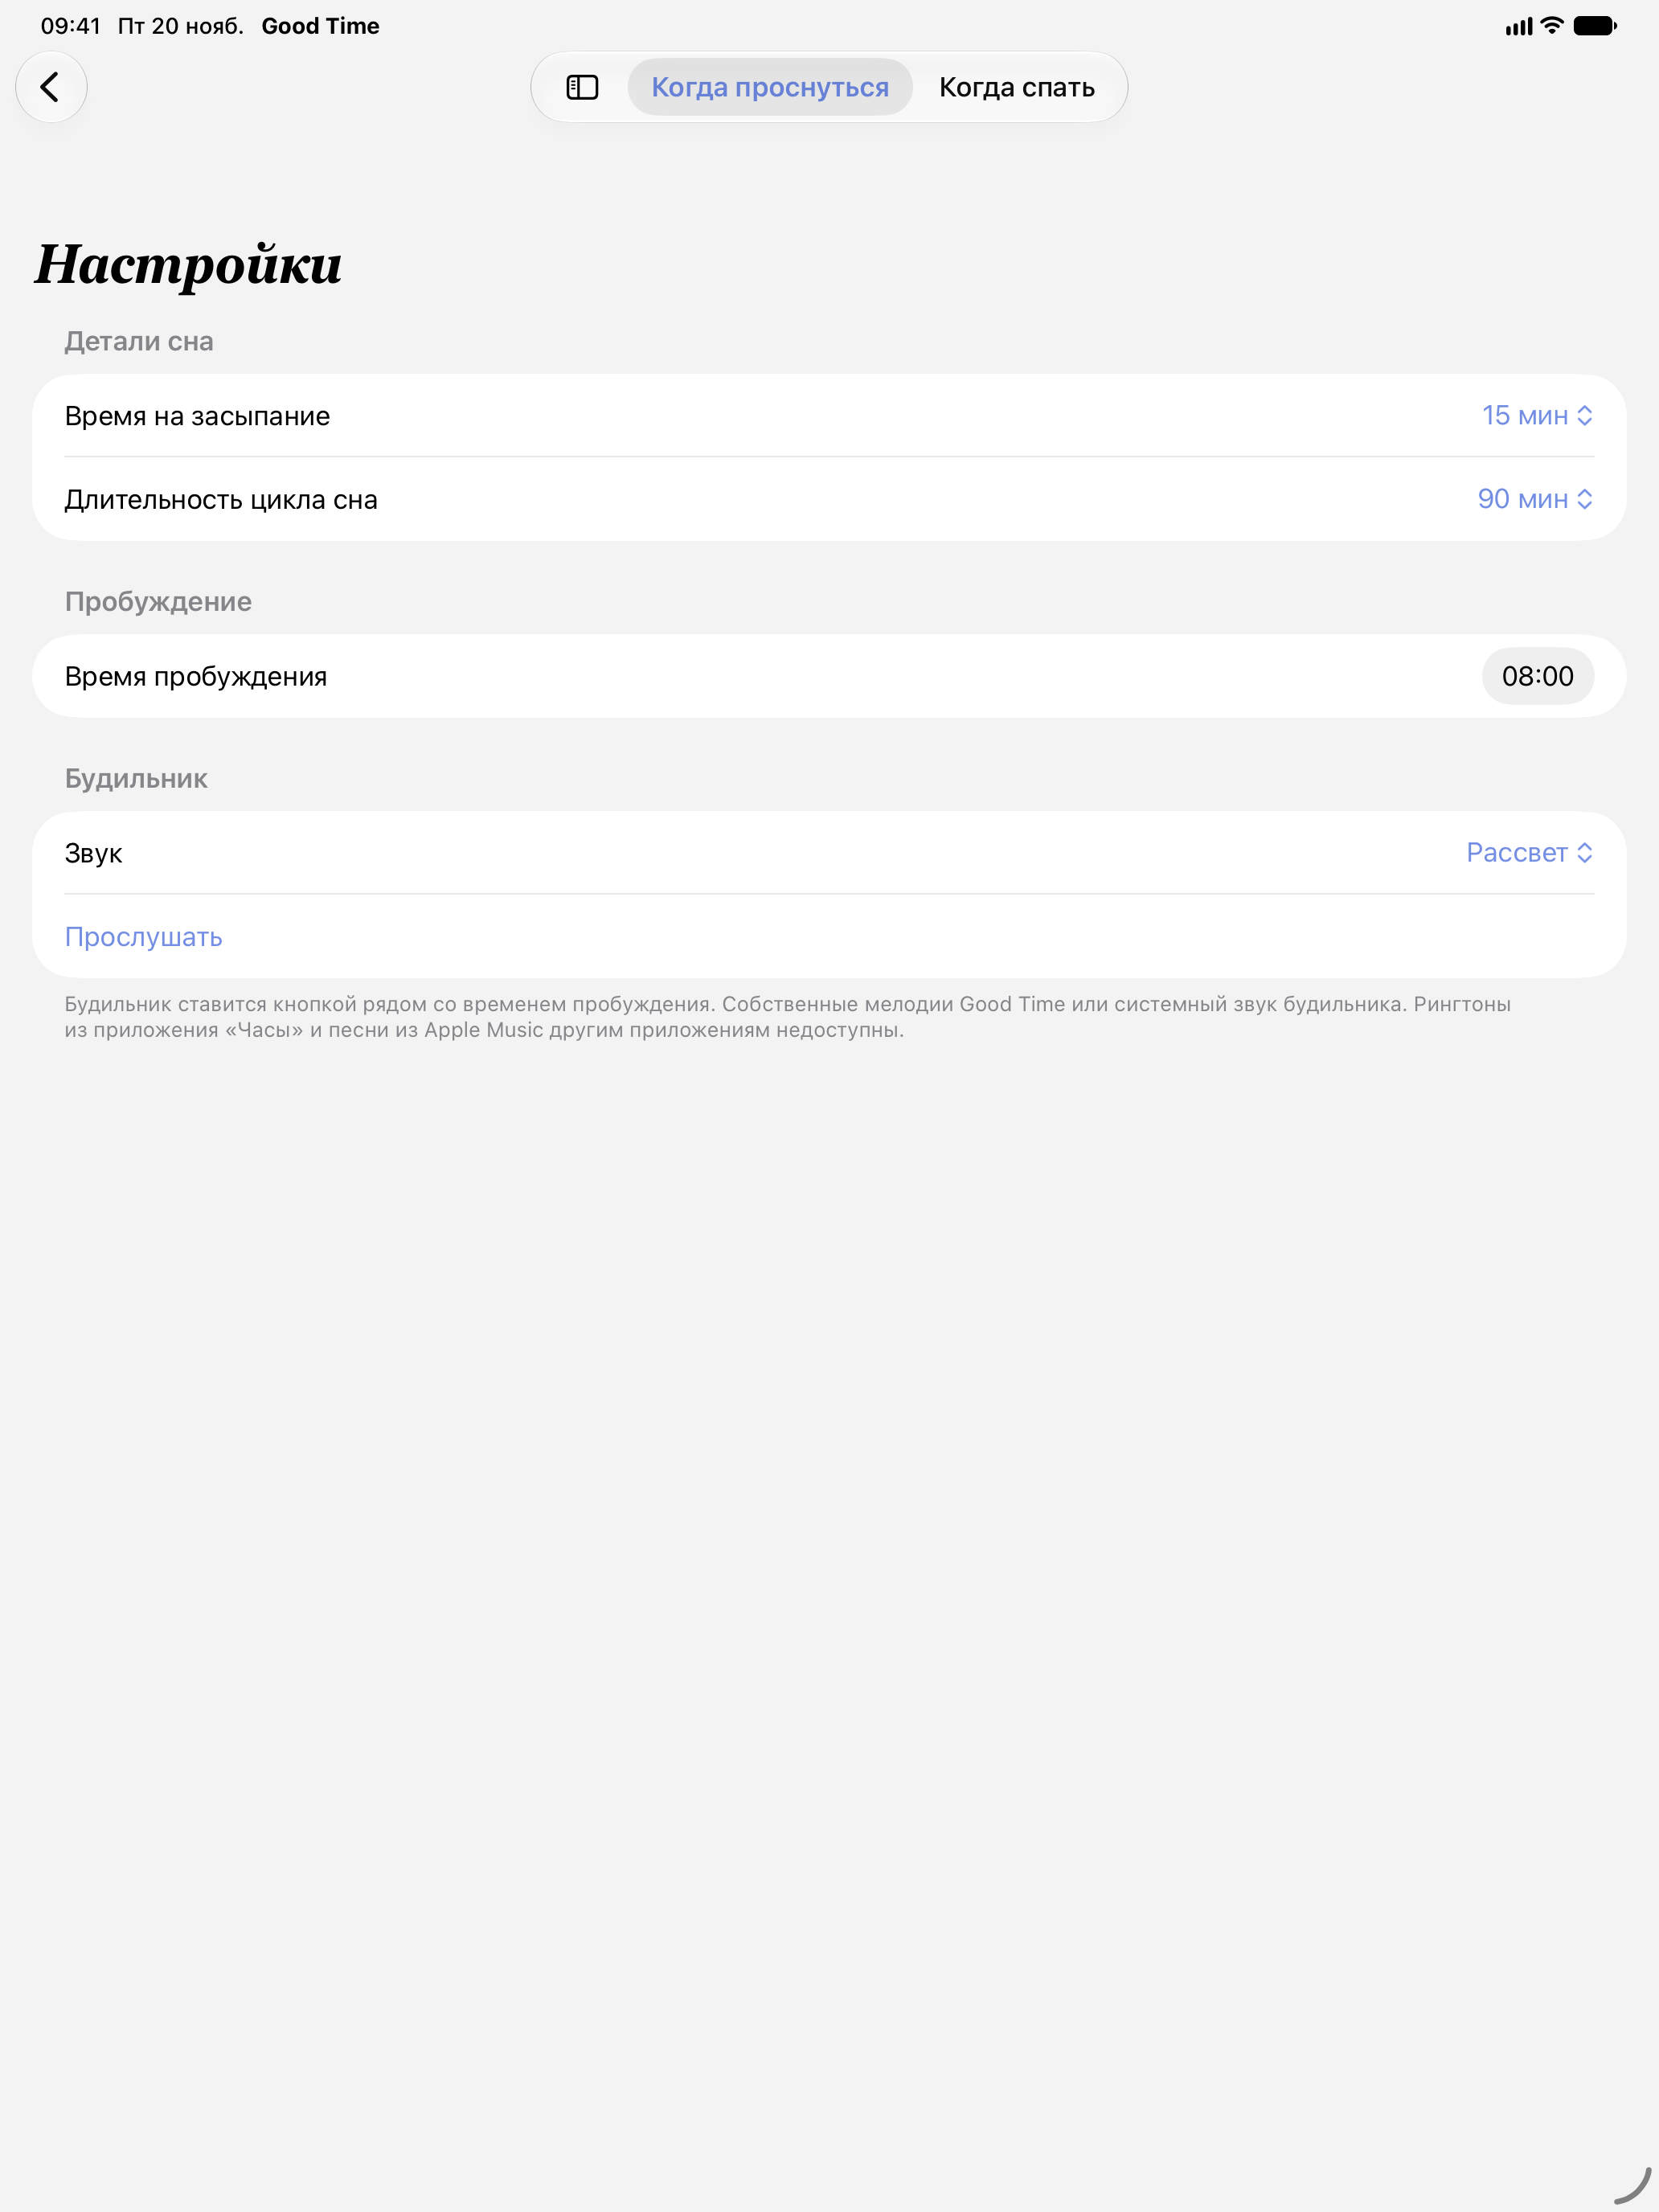 09:41 Пт 20 нояб. Good Time
Когда проснуться Когда спать
Настройки
Детали сна
Время на засыпание 15 мин
Длительность цикла сна 90 мин
Пробуждение
Время пробуждения 08:00
Будильник
Звук Рассвет
Прослушать
Будильник ставится кнопкой рядом со временем пробуждения. Собственные мелодии Good Time или системный звук будильника. Рингтоны
из приложения «Часы» и песни из Apple Music другим приложениям недоступны.